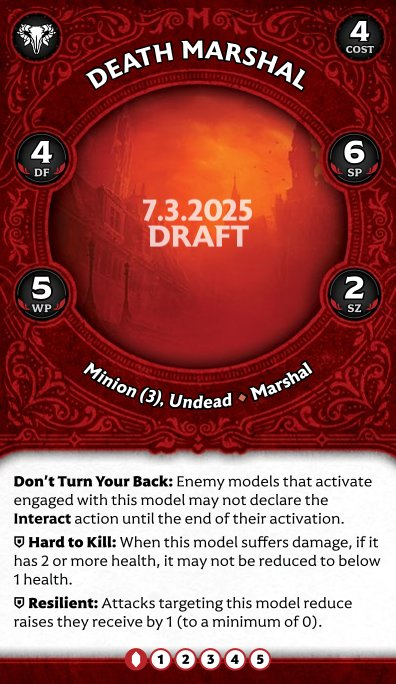 DEATH MARSHAL
4
COST
4
DF
6
SP
7.3.2025
DRAFT
5
WP
2
SZ
Minion (3), Undead • Marshal
Don't Turn Your Back: Enemy models that activate
engaged with this model may not declare the
Interact action until the end of their activation.
Hard to Kill: When this model suffers damage, if it
has 2 or more health, it may not be reduced to below
1 health.
Resilient: Attacks targeting this model reduce
raises they receive by 1 (to a minimum of 0).
1 2 3 4 5